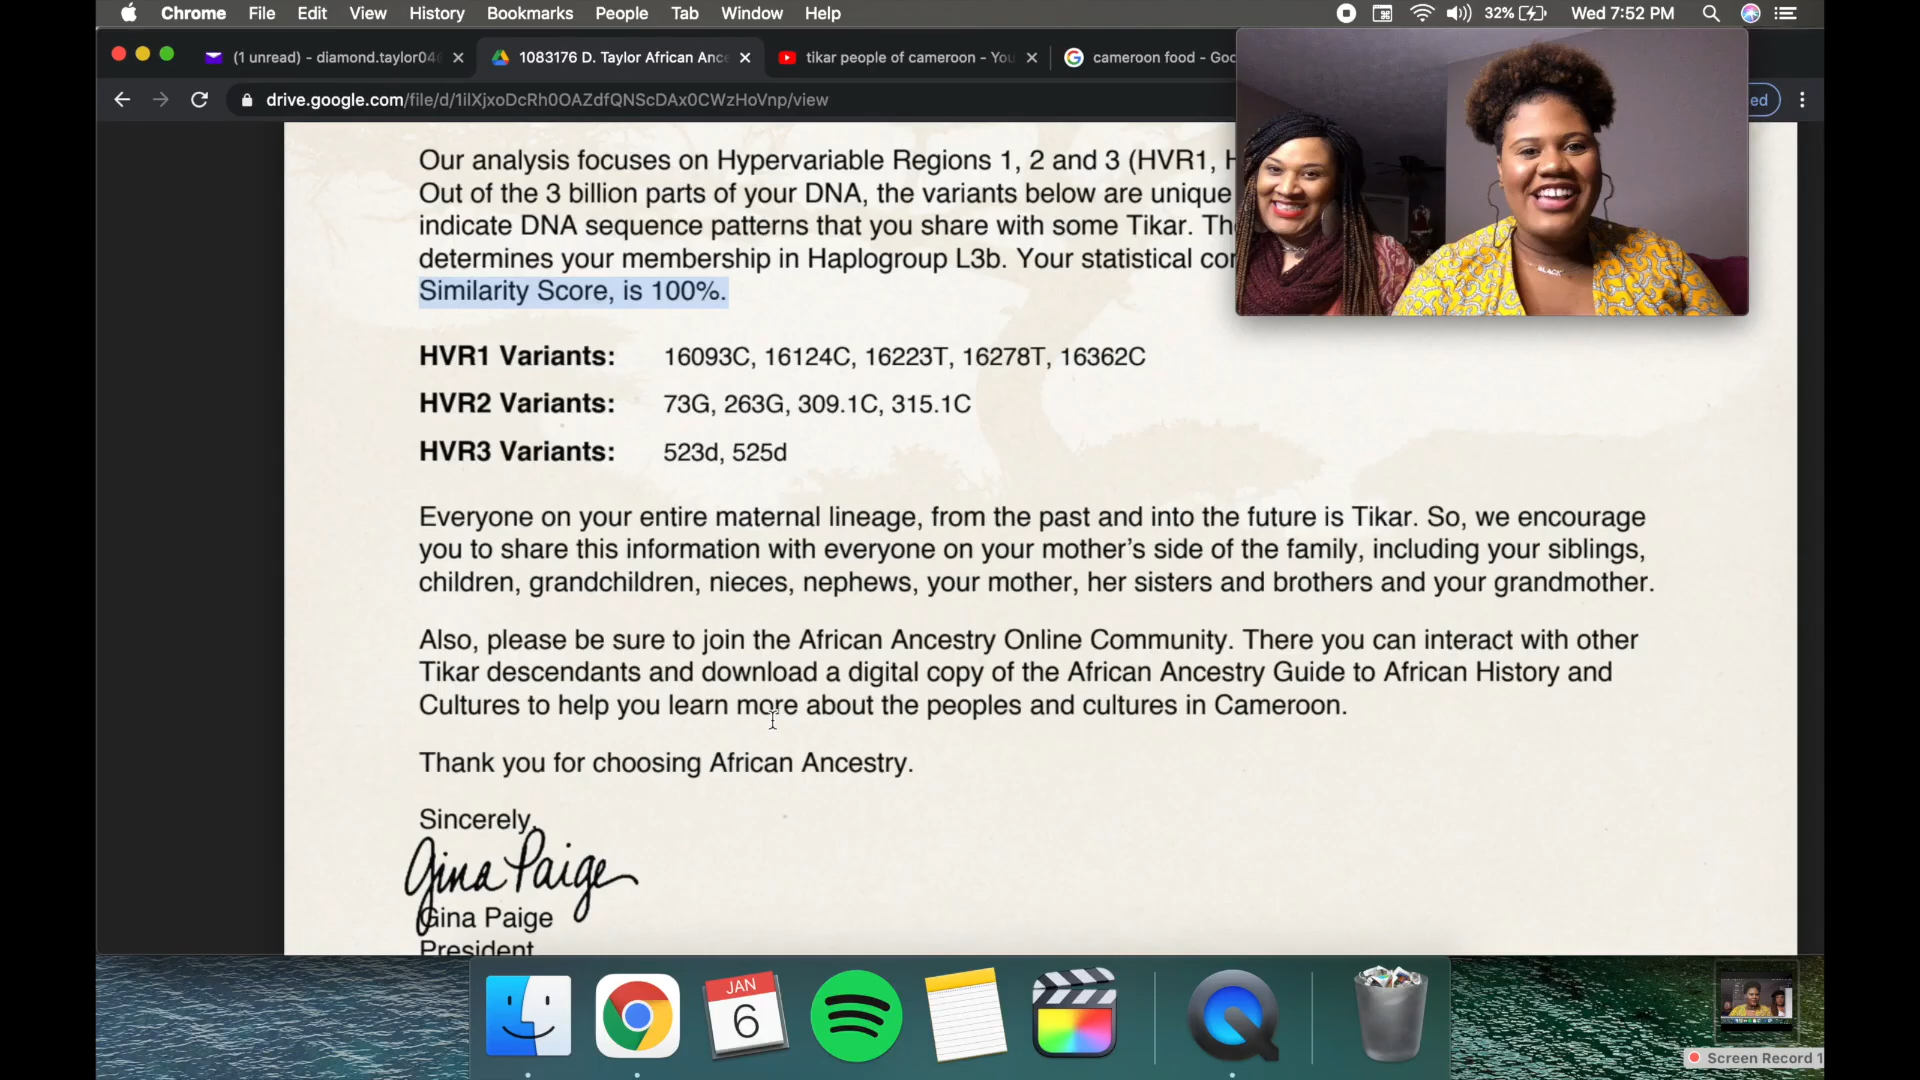 Chrome File Edit View History Bookmarks People Tab Window Help 32% Wed 7:52 PM
(1 unread) - diamond.taylor04
1083176 D. Taylor African Ance
tikar people of cameroon - You
cameroon food - Goo
drive.google.com/file/d/1ilXjxoDcRh0OAZdfQNScDAx0CWzHoVnp/view
ed
Our analysis focuses on Hypervariable Regions 1, 2 and 3 (HVR1, H
Out of the 3 billion parts of your DNA, the variants below are unique
indicate DNA sequence patterns that you share with some Tikar. Th
determines your membership in Haplogroup L3b. Your statistical con
Similarity Score, is 100%.
BLACK
HVR1 Variants: 16093C, 16124C, 16223T, 16278T, 16362C
HVR2 Variants: 73G, 263G, 309.1C, 315.1C
HVR3 Variants: 523d, 525d
Everyone on your entire maternal lineage, from the past and into the future is Tikar. So, we encourage
you to share this information with everyone on your mother's side of the family, including your siblings,
children, grandchildren, nieces, nephews, your mother, her sisters and brothers and your grandmother.
Also, please be sure to join the African Ancestry Online Community. There you can interact with other
Tikar descendants and download a digital copy of the African Ancestry Guide to African History and
Cultures to help you learn more about the peoples and cultures in Cameroon.
Thank you for choosing African Ancestry.
Sincerely,
Gina Paige
Gina Paige
President
JAN
6
Screen Record 1